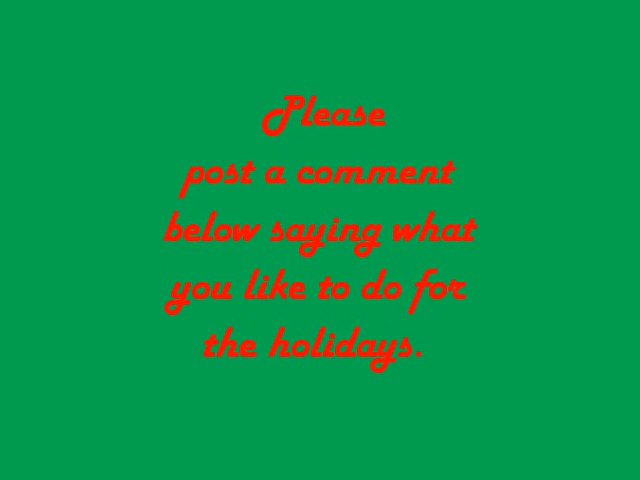 Please
post a comment
below saying what
you like to do for
the holidays.